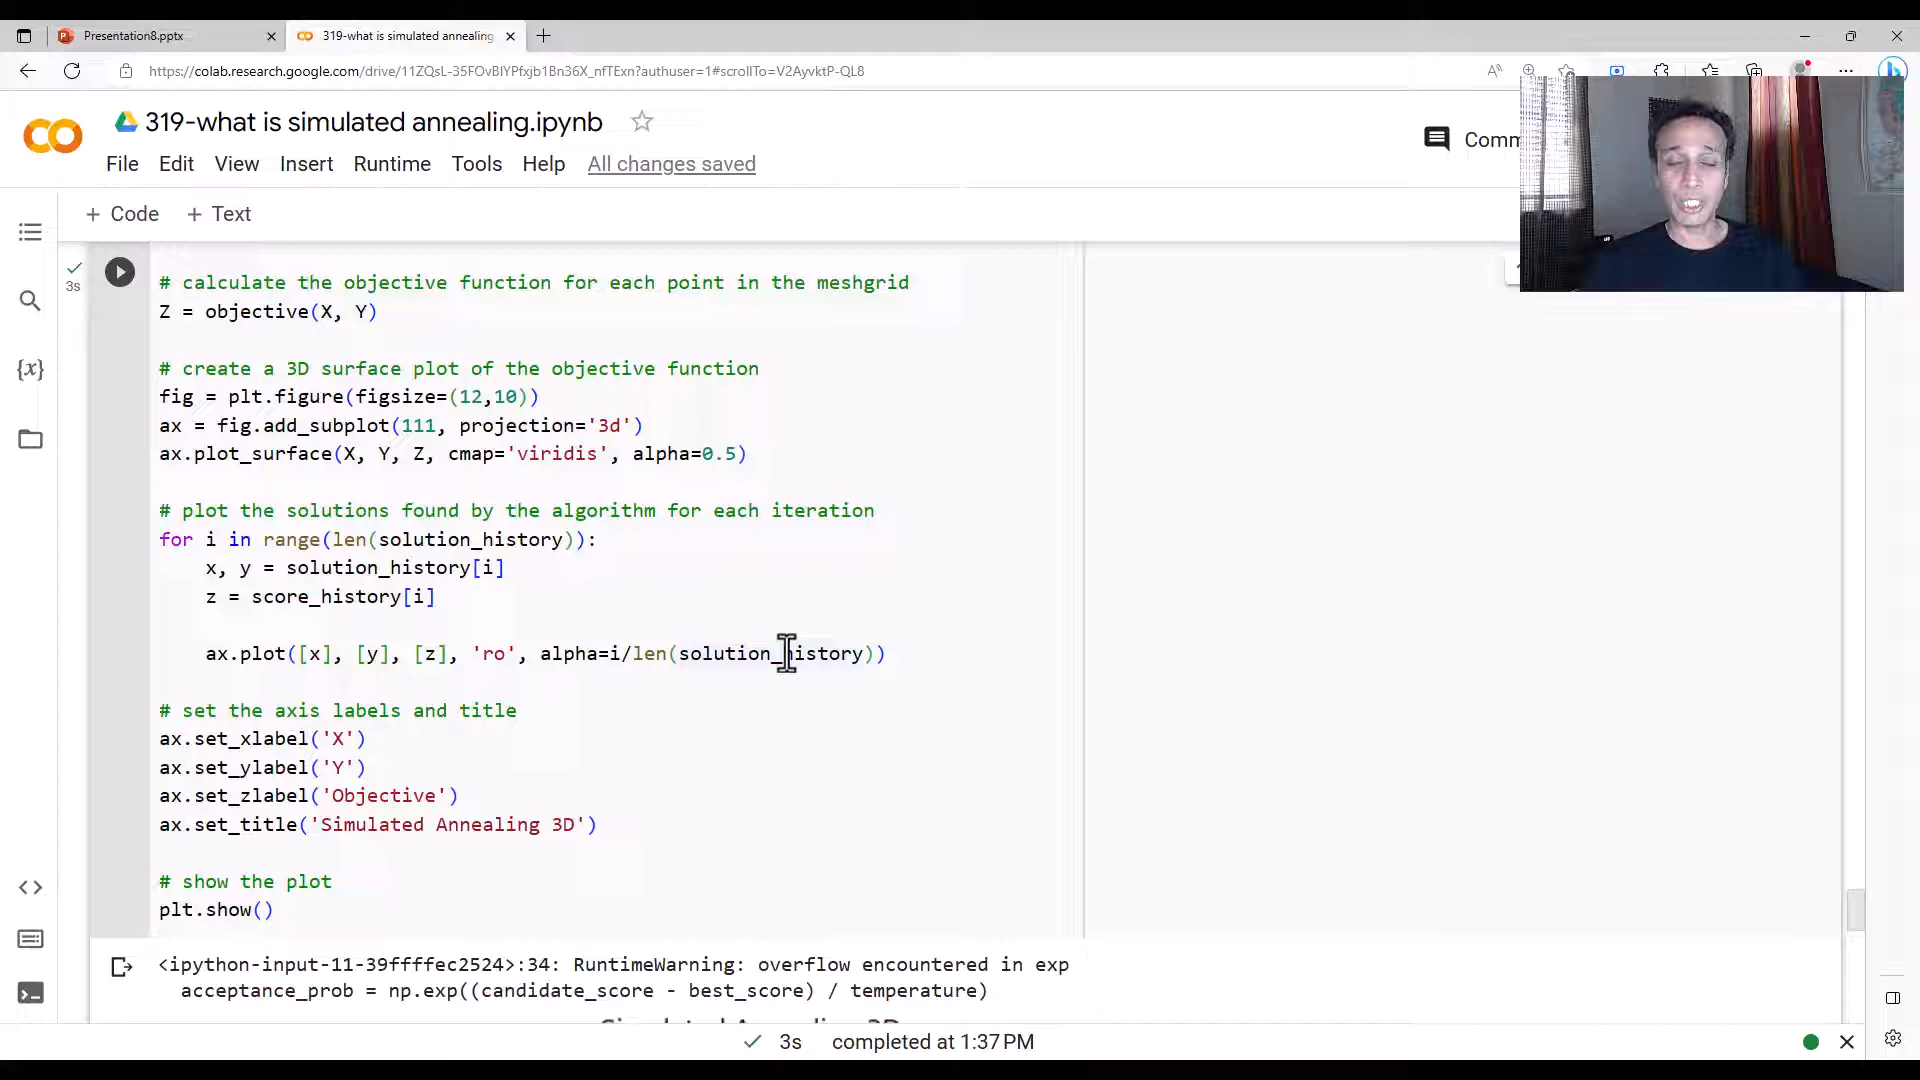 Presentation8.pptx
319-what is simulated annealing
https://colab.research.google.com/drive/11ZQsL-35FOvBIYPfxjb1Bn36X_nfTExn?authuser=1#scrollTo=V2AyvktP-QL8
319-what is simulated annealing.ipynb
Comm
File Edit View Insert Runtime Tools Help All changes saved
+ Code + Text
3s
# calculate the objective function for each point in the meshgrid
Z = objective(X, Y)
# create a 3D surface plot of the objective function
fig = plt.figure(figsize=(12,10))
ax = fig.add_subplot(111, projection='3d')
ax.plot_surface(X, Y, Z, cmap='viridis', alpha=0.5)
# plot the solutions found by the algorithm for each iteration
for i in range(len(solution_history)):
x, y = solution_history[i]
z = score_history[i]
ax.plot([x], [y], [z], 'ro', alpha=i/len(solution_history))
# set the axis labels and title
ax.set_xlabel('X')
ax.set_ylabel('Y')
ax.set_zlabel('Objective')
ax.set_title('Simulated Annealing 3D')
# show the plot
plt.show()
<ipython-input-11-39ffffec2524>:34: RuntimeWarning: overflow encountered in exp
acceptance_prob = np.exp((candidate_score - best_score) / temperature)
Simulated Annealing 3D
3s completed at 1:37 PM